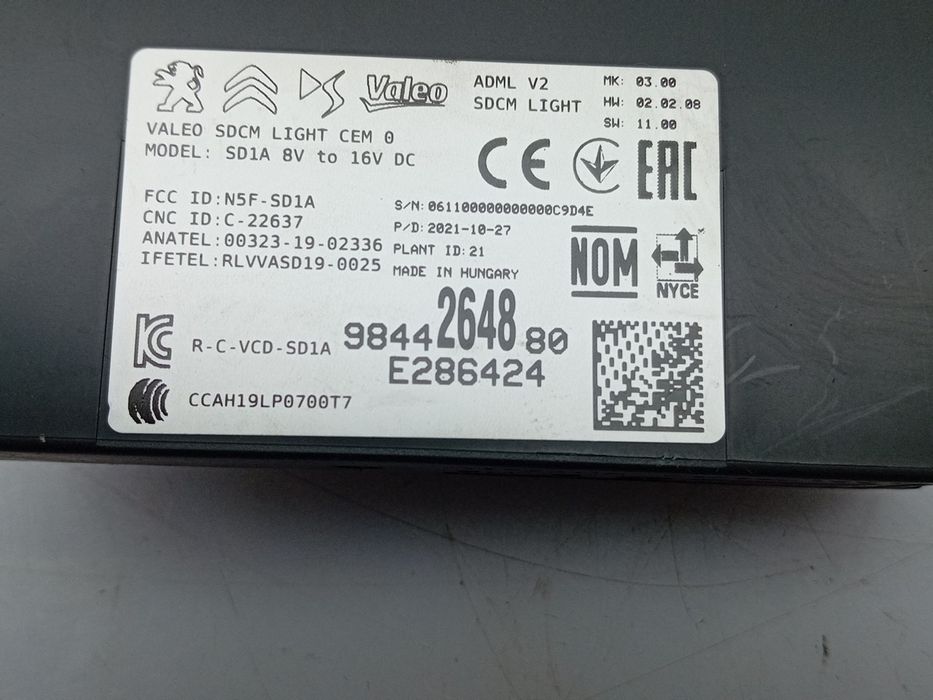 Valeo
ADML V2
SDCM LIGHT
MK: 03.00
HW: 02.02.08
SW: 11.00
VALEO SDCM LIGHT CEM 0
MODEL: SD1A 8V to 16V DC
CE
EAC
FCC ID:N5F-SD1A
CNC ID:C-22637
ANATEL:00323-19-02336
IFETEL:RLVVASD19-0025
S/N: 061100000000000C9D4E
P/D: 2021-10-27
PLANT ID: 21
MADE IN HUNGARY
NOM
NYCE
R-C-VCD-SD1A
9844264880
E286424
CCAH19LP0700T7